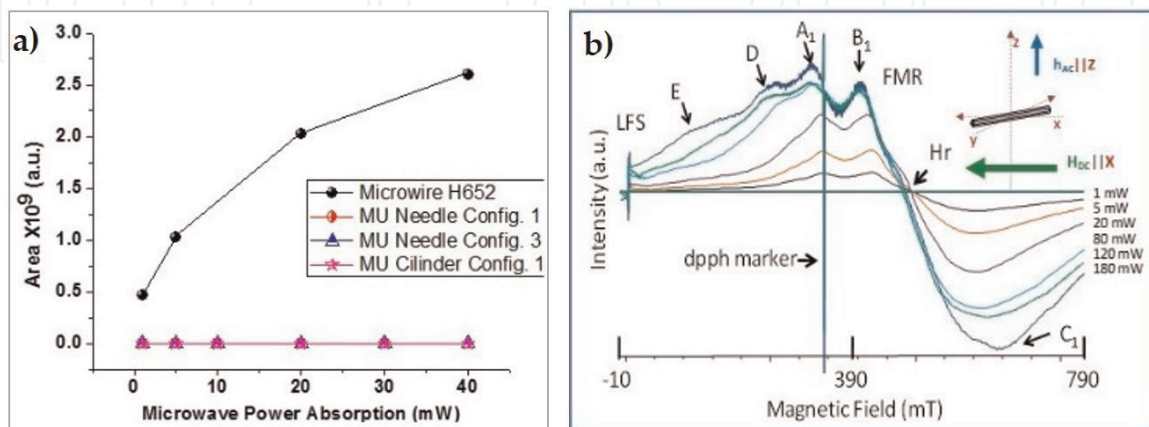 a)
3.0
2.5
2.0
1.5
1.0
0.5
0.0
Area X10⁹ (a.u.)
Microwire H652
MU Needle Config. 1
MU Needle Config. 3
MU Cilinder Config. 1
0 10 20 30 40
Microwave Power Absorption (mW)
b)
A₁
B₁
D
FMR
E
LFS
z
hAC||Z
x
y
Hr
HDC||X
Intensity (a.u.)
dpph marker
1 mW
5 mW
20 mW
80 mW
120 mW
180 mW
C₁
-10 390 790
Magnetic Field (mT)